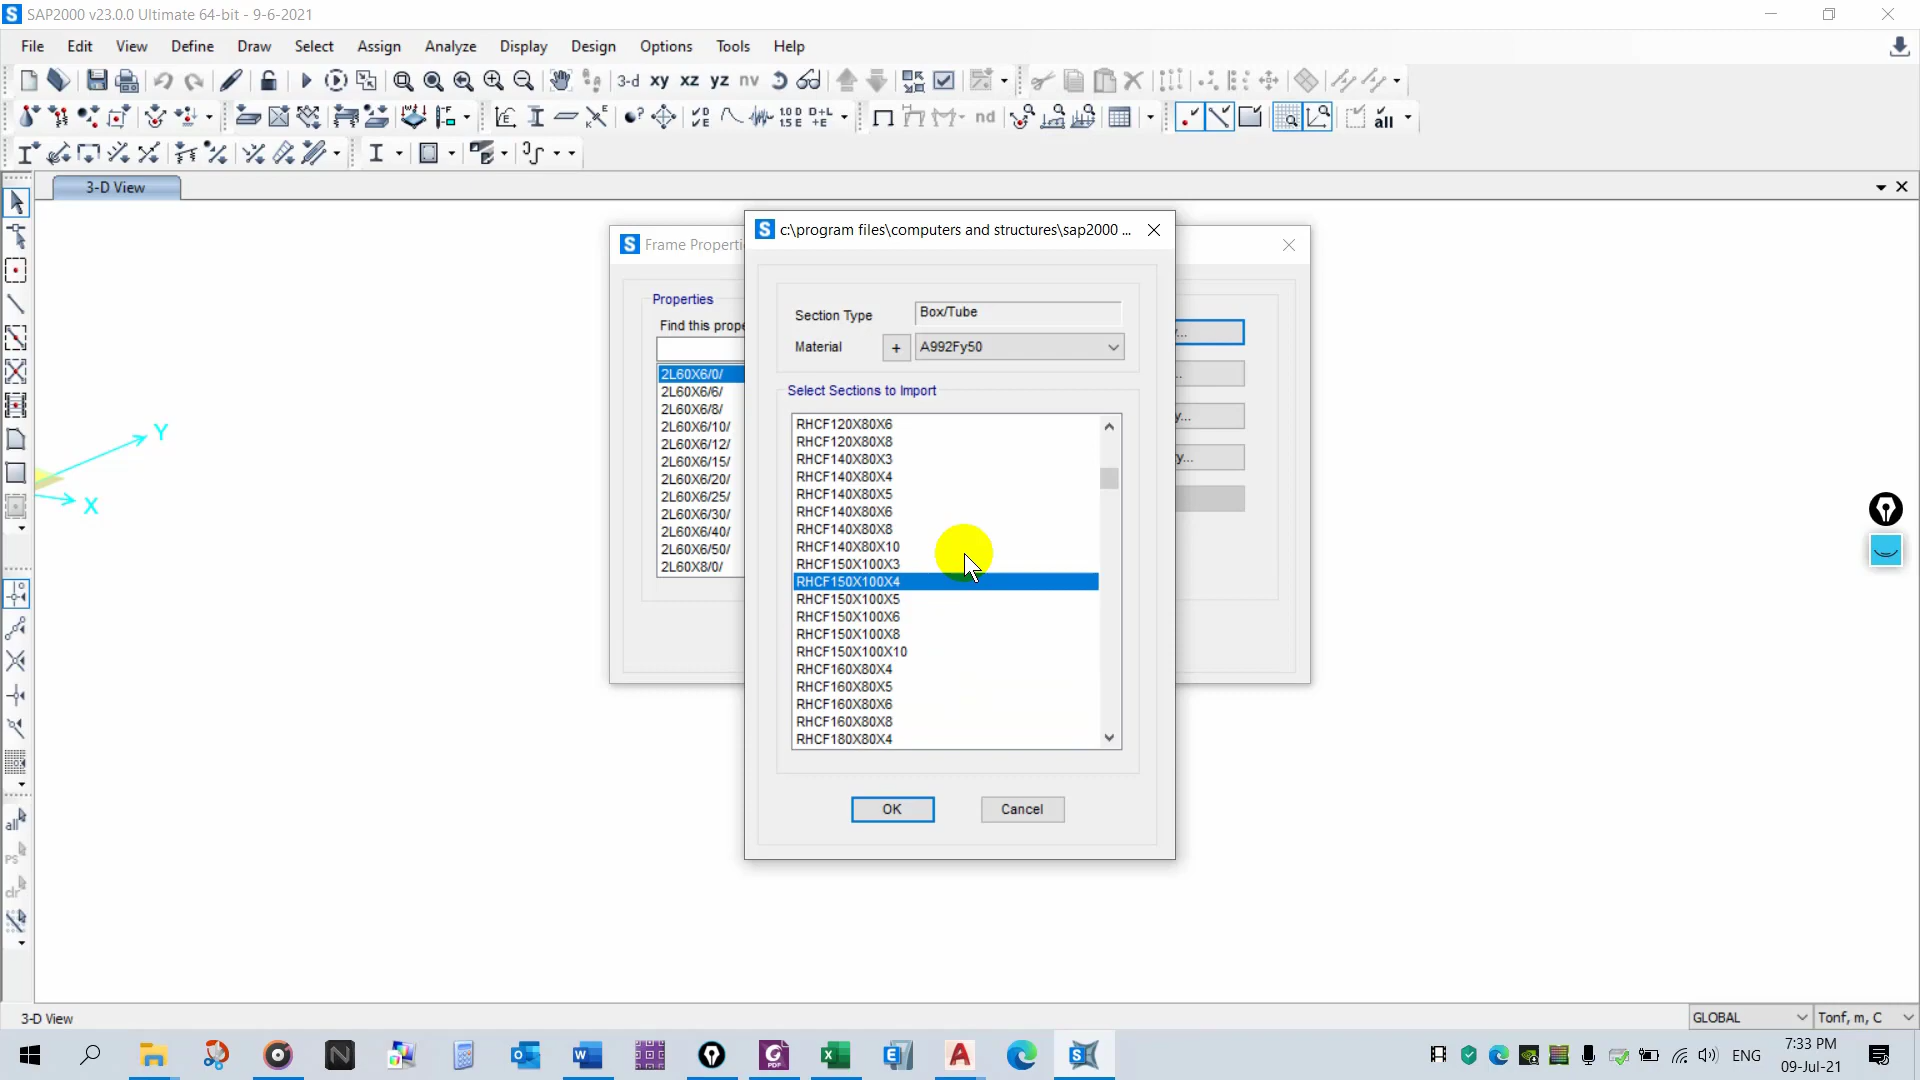 SAP2000 v23.0.0 Ultimate 64-bit - 9-6-2021
File Edit View Define Draw Select Assign Analyze Display Design Options Tools Help
3-d xy xz yz nv
nd all
3-D View
c:\program files\computers and structures\sap2000 ...
Frame Properti
Section Type Box/Tube
Material + A992Fy50
Properties
Find this prope
Select Sections to Import
2L60X6/0/
2L60X6/6/
2L60X6/8/
2L60X6/10/
2L60X6/12/
2L60X6/15/
2L60X6/20/
2L60X6/25/
2L60X6/30/
2L60X6/40/
2L60X6/50/
2L60X8/0/
RHCF120X80X6
RHCF120X80X8
RHCF140X80X3
RHCF140X80X4
RHCF140X80X5
RHCF140X80X6
RHCF140X80X8
RHCF140X80X10
RHCF150X100X3
RHCF150X100X4
RHCF150X100X5
RHCF150X100X6
RHCF150X100X8
RHCF150X100X10
RHCF160X80X4
RHCF160X80X5
RHCF160X80X6
RHCF160X80X8
RHCF180X80X4
y...
Y
X
OK Cancel
all
ps
clr
3-D View
GLOBAL Tonf, m, C
ENG
7:33 PM
09-Jul-21